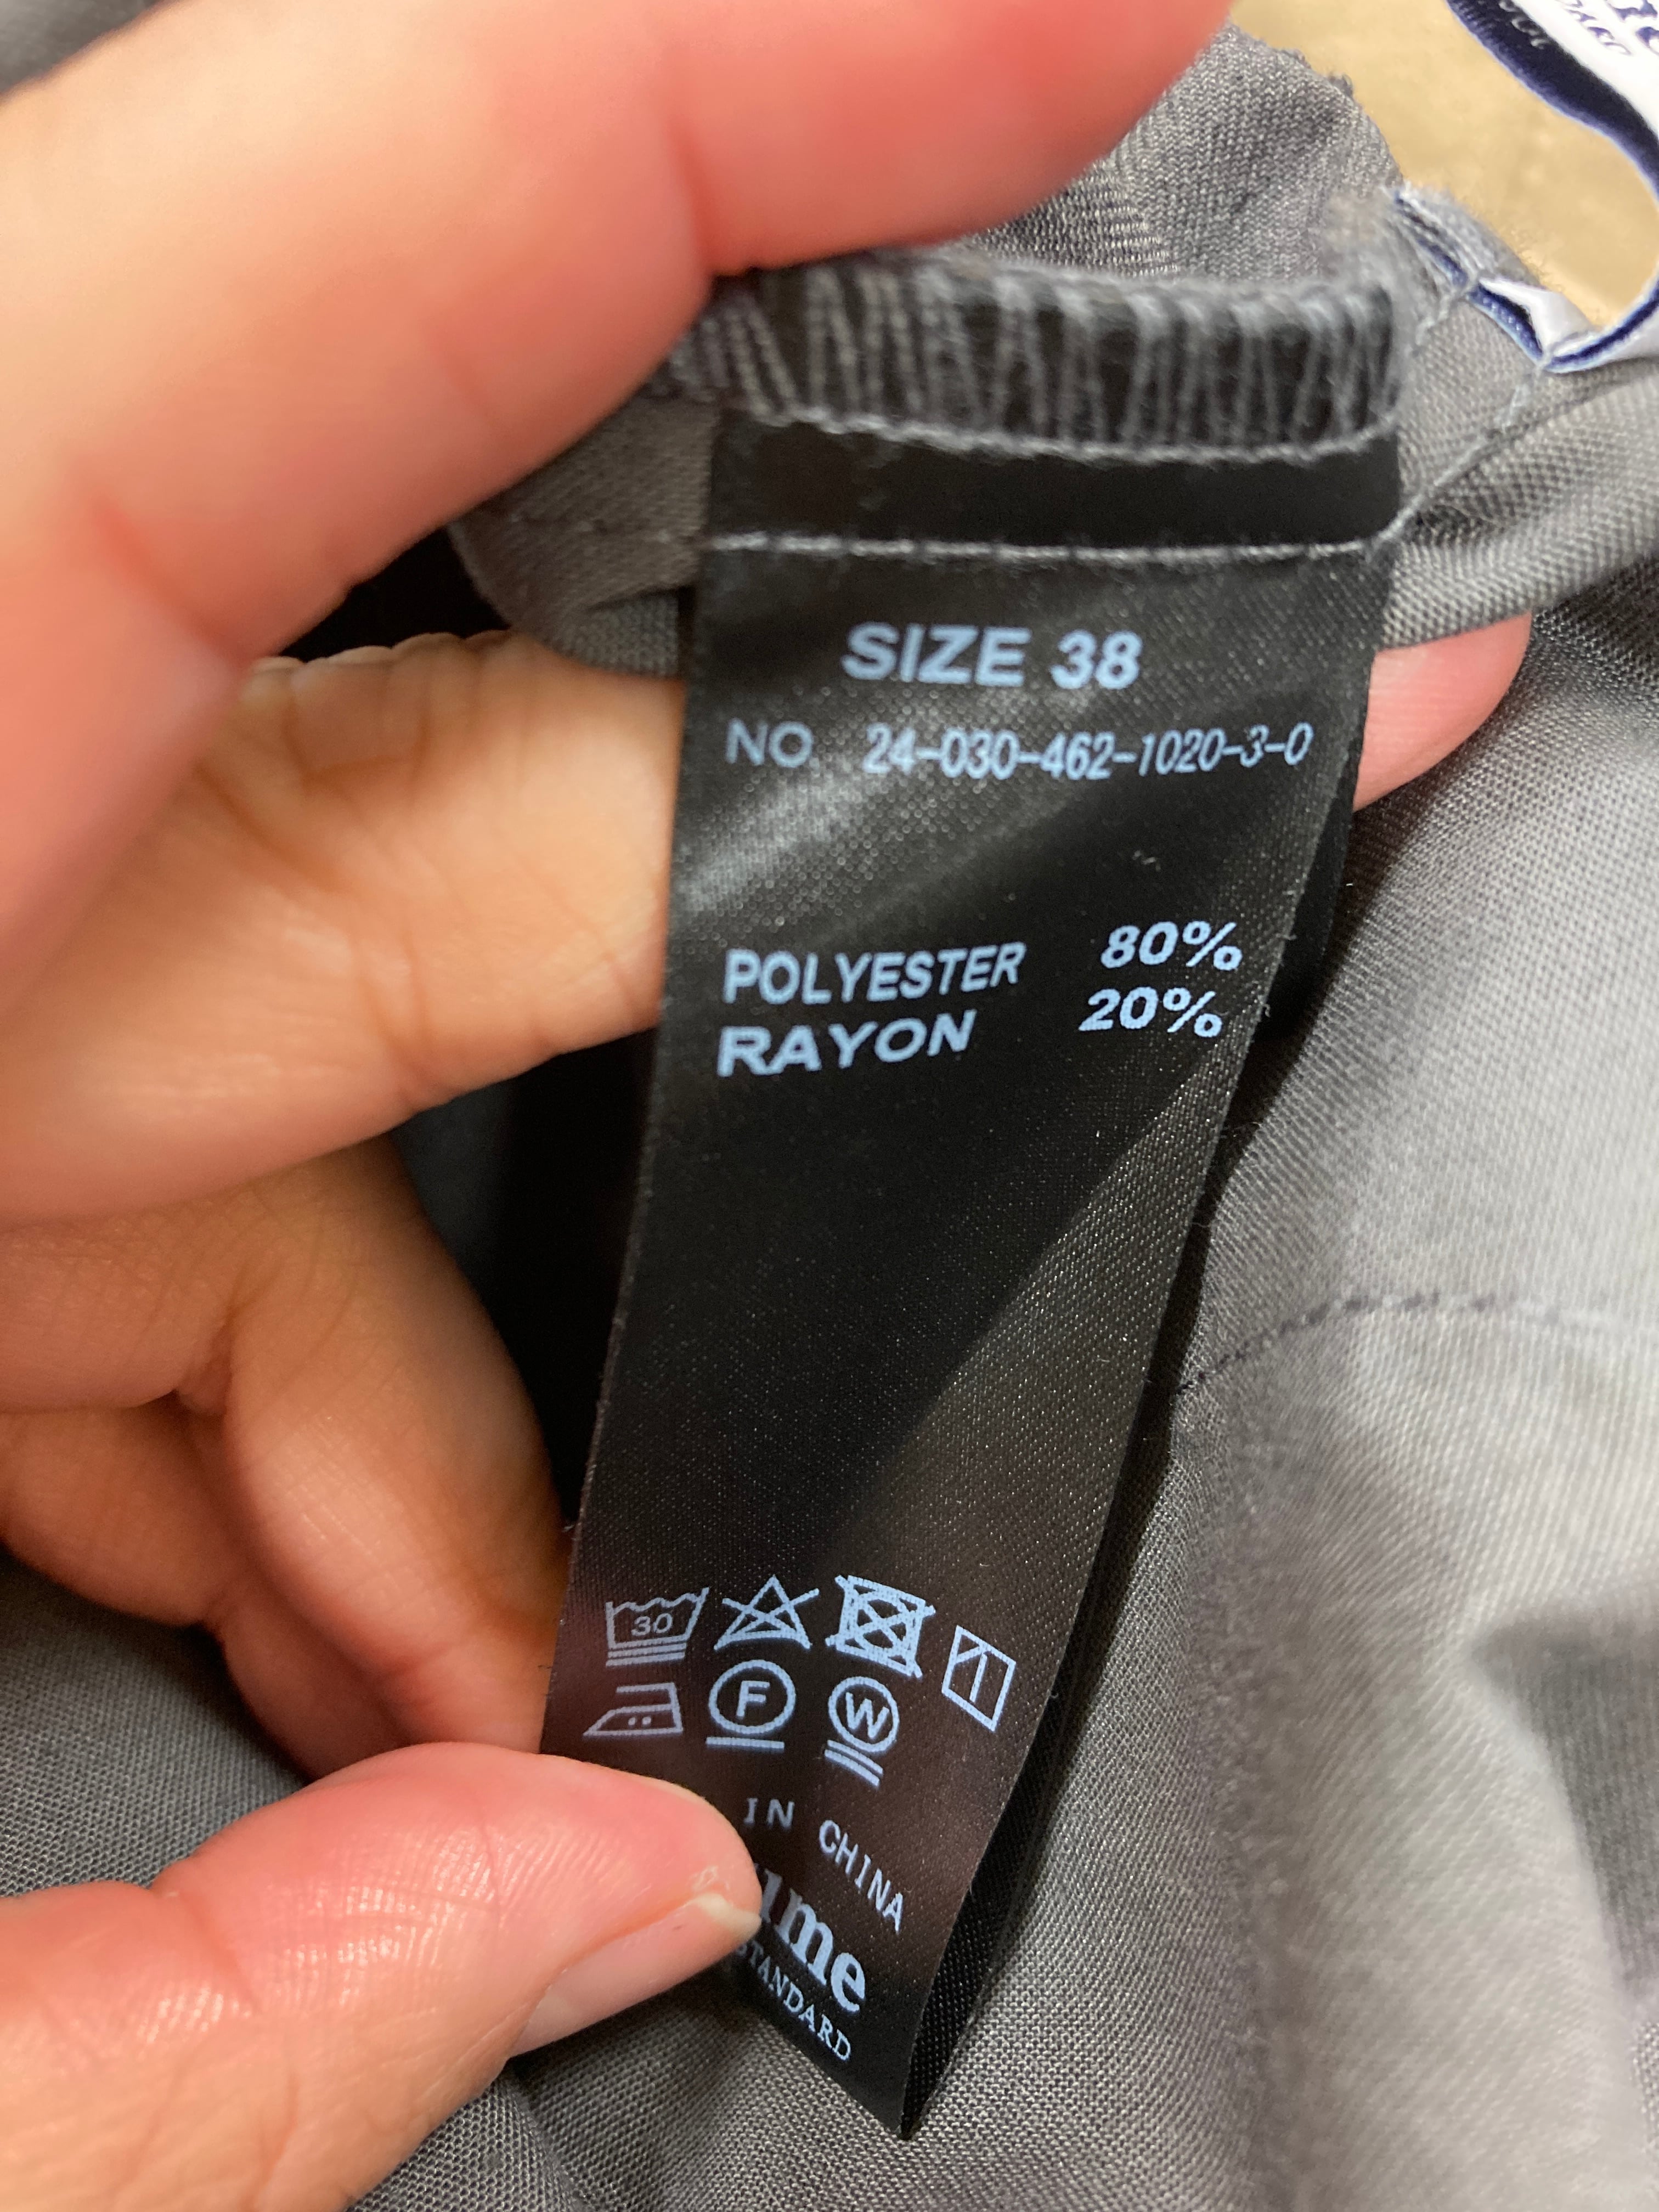 SIZE 38
NO. 24-030-462-1020-3-0
POLYESTER 80%
RAYON 20%
30
F W
IN CHINA
STANDARD